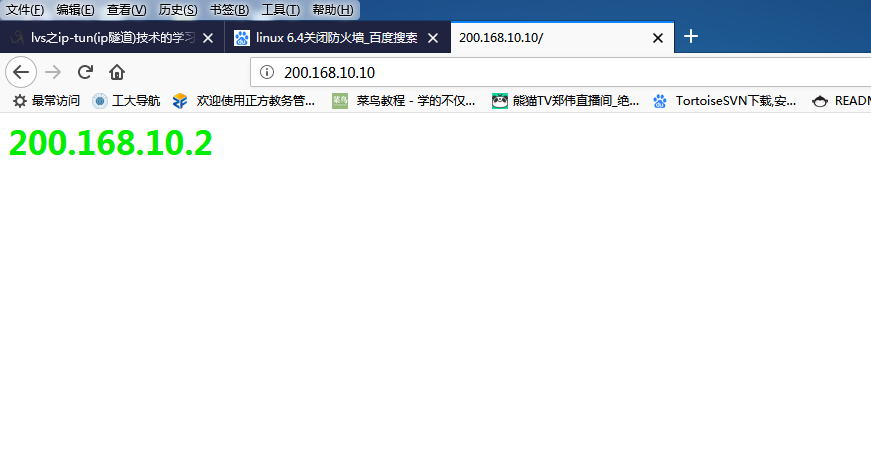 文件(F) 编辑(E) 查看(V) 历史(S) 书签(B) 工具(T) 帮助(H)
lvs之ip-tun(ip隧道)技术的学习 linux 6.4关闭防火墙_百度搜索 200.168.10.10/
200.168.10.10
最常访问 工大导航 欢迎使用正方教务管... 菜鸟 菜鸟教程 - 学的不仅... 熊猫TV郑伟直播间_绝... TortoiseSVN下载,安... READM
200.168.10.2